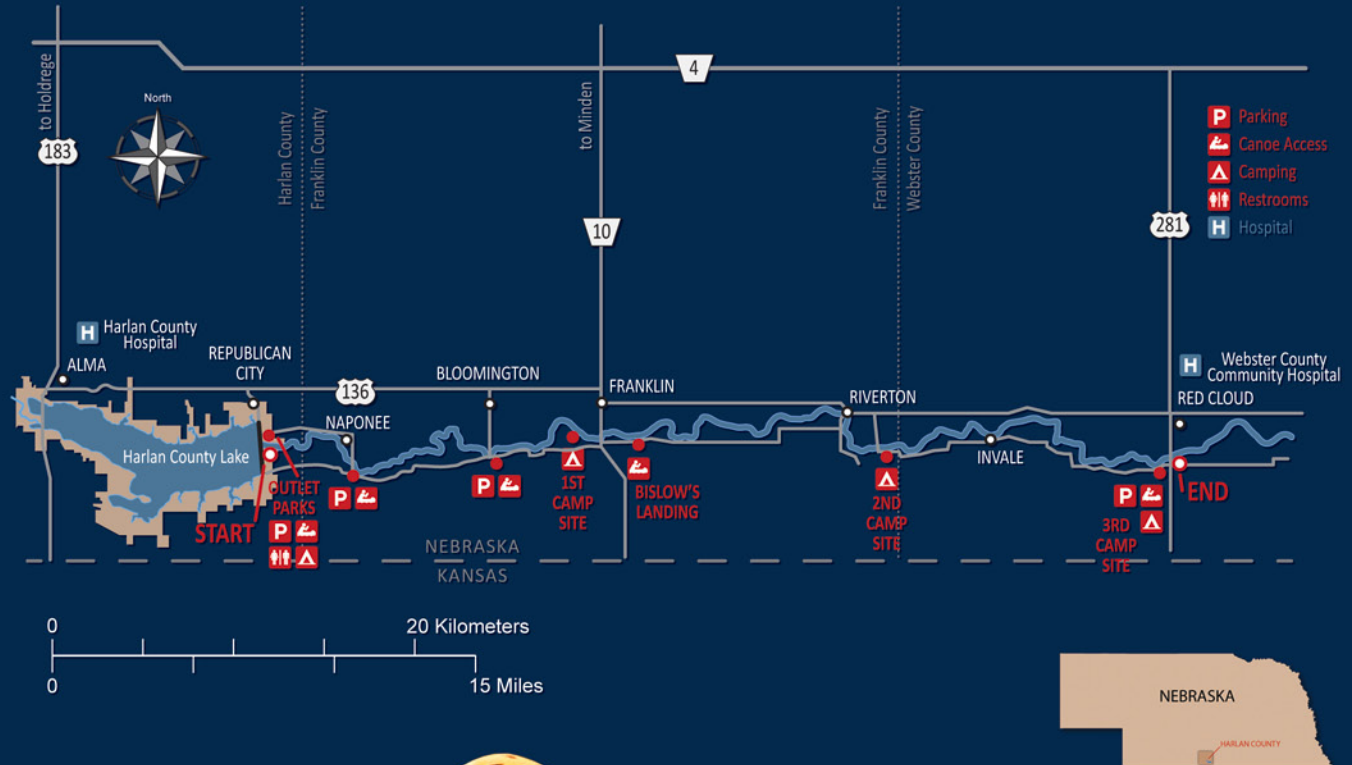 to Holdrege
183
North
Harlan County
Franklin County
to Minden
4
10
Franklin County
Webster County
281
P Parking
Canoe Access
Camping
Restrooms
H Hospital
H Harlan County
Hospital
ALMA
REPUBLICAN
CITY
136
BLOOMINGTON
FRANKLIN
RIVERTON
H Webster County
Community Hospital
RED CLOUD
NAPONEE
Harlan County Lake
INVALE
OUTLET
PARKS
START
P
P
P
1ST
CAMP
SITE
BISLOW'S
LANDING
2ND
CAMP
SITE
P
3RD
CAMP
SITE
END
NEBRASKA
KANSAS
0
20 Kilometers
0
15 Miles
NEBRASKA
HARLAN COUNTY